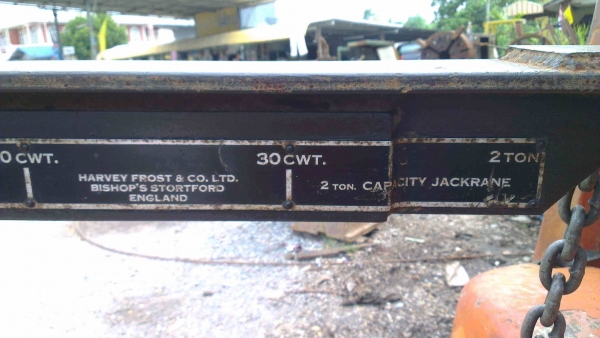 0 CWT. 30 CWT. 2 TON
HARVEY FROST & CO. LTD.
BISHOP'S STORTFORD
ENGLAND
2 TON. CAPACITY JACKRANE